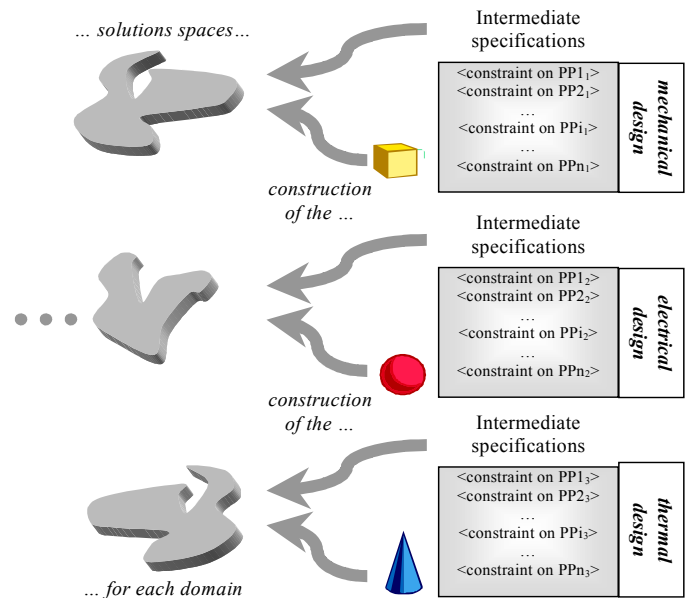 … solutions spaces…
Intermediate
specifications
<constraint on PP1₁>
<constraint on PP2₁>
…
<constraint on PPi₁>
…
<constraint on PPn₁>
mechanical
design
construction
of the …
Intermediate
specifications
<constraint on PP1₂>
<constraint on PP2₂>
…
<constraint on PPi₂>
…
<constraint on PPn₂>
electrical
design
construction
of the …
Intermediate
specifications
<constraint on PP1₃>
<constraint on PP2₃>
…
<constraint on PPi₃>
…
<constraint on PPn₃>
thermal
design
… for each domain